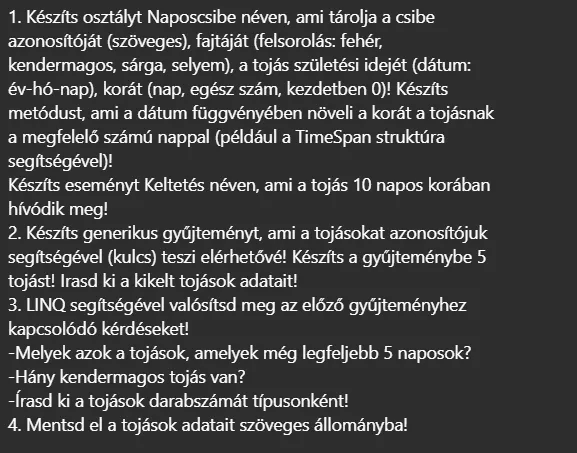 1. Készíts osztályt Naposcsibe néven, ami tárolja a csibe
azonosítóját (szöveges), fajtáját (felsorolás: fehér,
kendermagos, sárga, selyem), a tojás születési idejét (dátum:
év-hó-nap), korát (nap, egész szám, kezdetben 0)! Készíts
metódust, ami a dátum függvényében növeli a korát a tojásnak
a megfelelő számú nappal (például a TimeSpan struktúra
segítségével)!
Készíts eseményt Keltetés néven, ami a tojás 10 napos korában
hívódik meg!
2. Készíts generikus gyűjteményt, ami a tojásokat azonosítójuk
segítségével (kulcs) teszi elérhetővé! Készíts a gyűjteménybe 5
tojást! Irasd ki a kikelt tojások adatait!
3. LINQ segítségével valósítsd meg az előző gyűjteményhez
kapcsolódó kérdéseket!
-Melyek azok a tojások, amelyek még legfeljebb 5 naposok?
-Hány kendermagos tojás van?
-Írasd ki a tojások darabszámát típusonként!
4. Mentsd el a tojások adatait szöveges állományba!